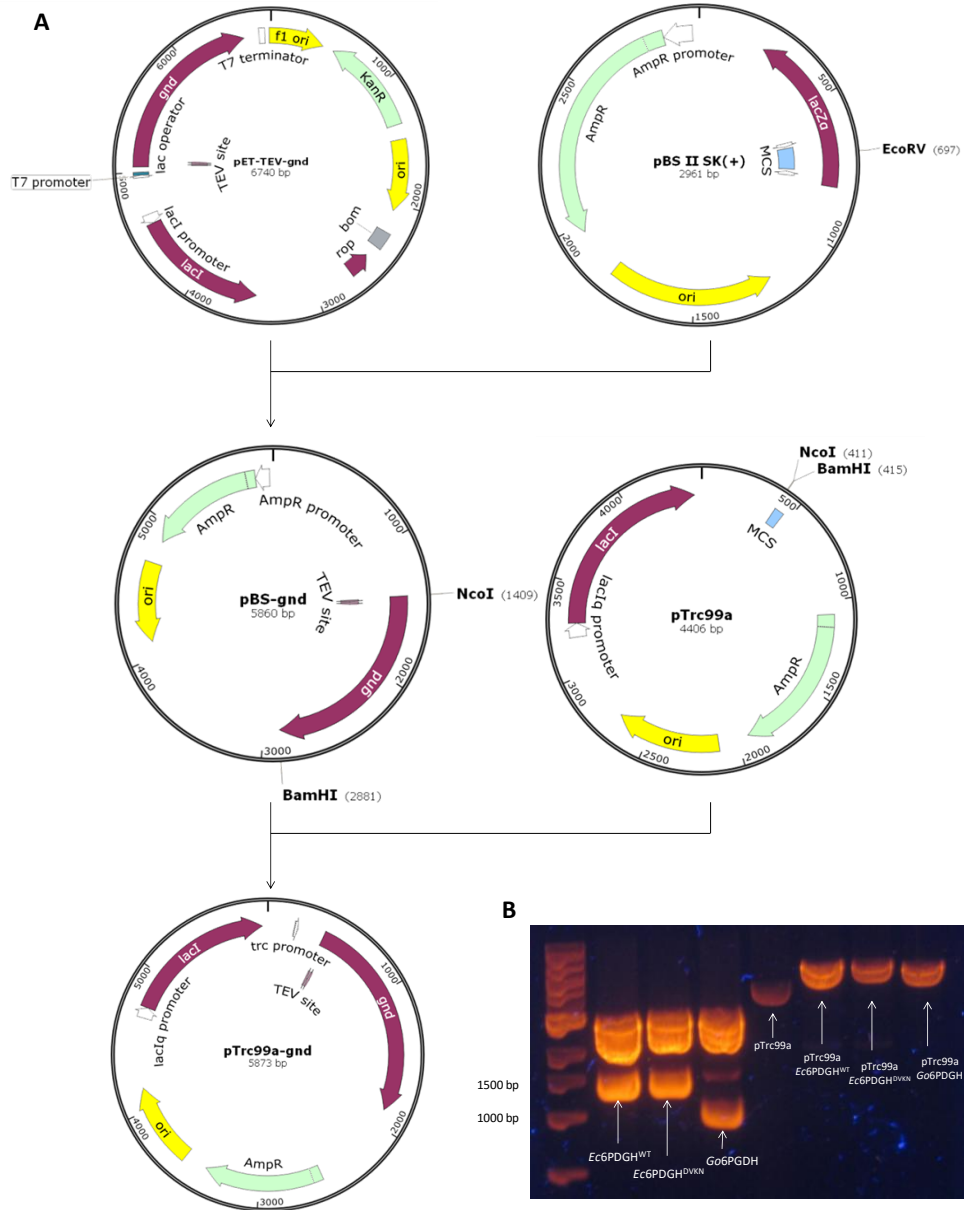 A
f1 ori
T7 terminator
KanR
1000
ori
2000
bom
rop
3000
lacI
4000
lacI promoter
T7 promoter
5000
lac operator
gnd
6000
TEV site
pET-TEV-gnd
6740 bp
AmpR promoter
AmpR
2500
2000
lacZα
500
MCS
pBS II SK(+)
2961 bp
EcoRV (697)
1000
ori
1500
AmpR promoter
AmpR
5000
1000
TEV site
pBS-gnd
5860 bp
NcoI (1409)
ori
4000
gnd
2000
3000
BamHI (2881)
NcoI (411)
BamHI (415)
500
MCS
lacI
4000
3500
lacIq promoter
pTrc99a
4406 bp
1000
AmpR
1500
3000
ori
2500
2000
lacI
5000
trc promoter
TEV site
gnd
1000
lacIq promoter
pTrc99a-gnd
5873 bp
ori
4000
2000
AmpR
3000
B
1500 bp
1000 bp
Ec6PDGHWT
Ec6PDGHDVKN
Go6PGDH
pTrc99a
pTrc99a
Ec6PDGHWT
pTrc99a
Ec6PDGHDVKN
pTrc99a
Go6PDGH